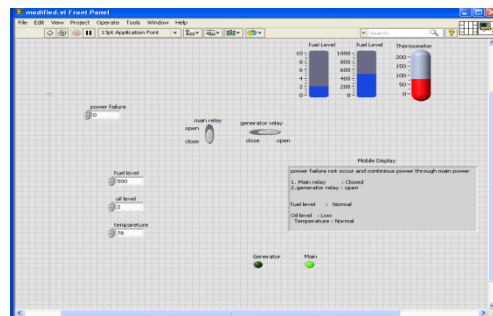 modified.vi Front Panel
File Edit View Project Operate Tools Window Help
13pt Application Font
Search
fuel Level
fuel Level
Thermometer
10
8
6
4
2
0
1000
800
600
400
200
0
200
150
100
50
0
power failure
0
main relay
open
close
generator relay
close open
Mobile Display
power failure not occur and continious power through main power
1. Main relay : Closed
2.generator relay : open
fuel level : Normal
Oil level : Low
Temperature : Normal
fuel level
500
oil level
2
tempareture
78
Generator
Main